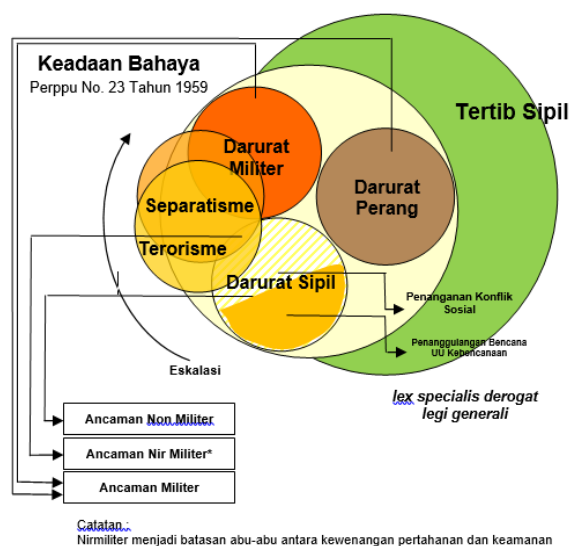 Keadaan Bahaya
Perppu No. 23 Tahun 1959
Tertib Sipil
Darurat
Militer
Darurat
Perang
Separatisme
Terorisme
Darurat Sipil
Penanganan Konflik
Sosial
Penanggulangan Bencana
UU Kebencanaan
Eskalasi
lex specialis derogat
legi generali
Ancaman Non Militer
Ancaman Nir Militer*
Ancaman Militer
Catatan :
Nirmiliter menjadi batasan abu-abu antara kewenangan pertahanan dan keamanan